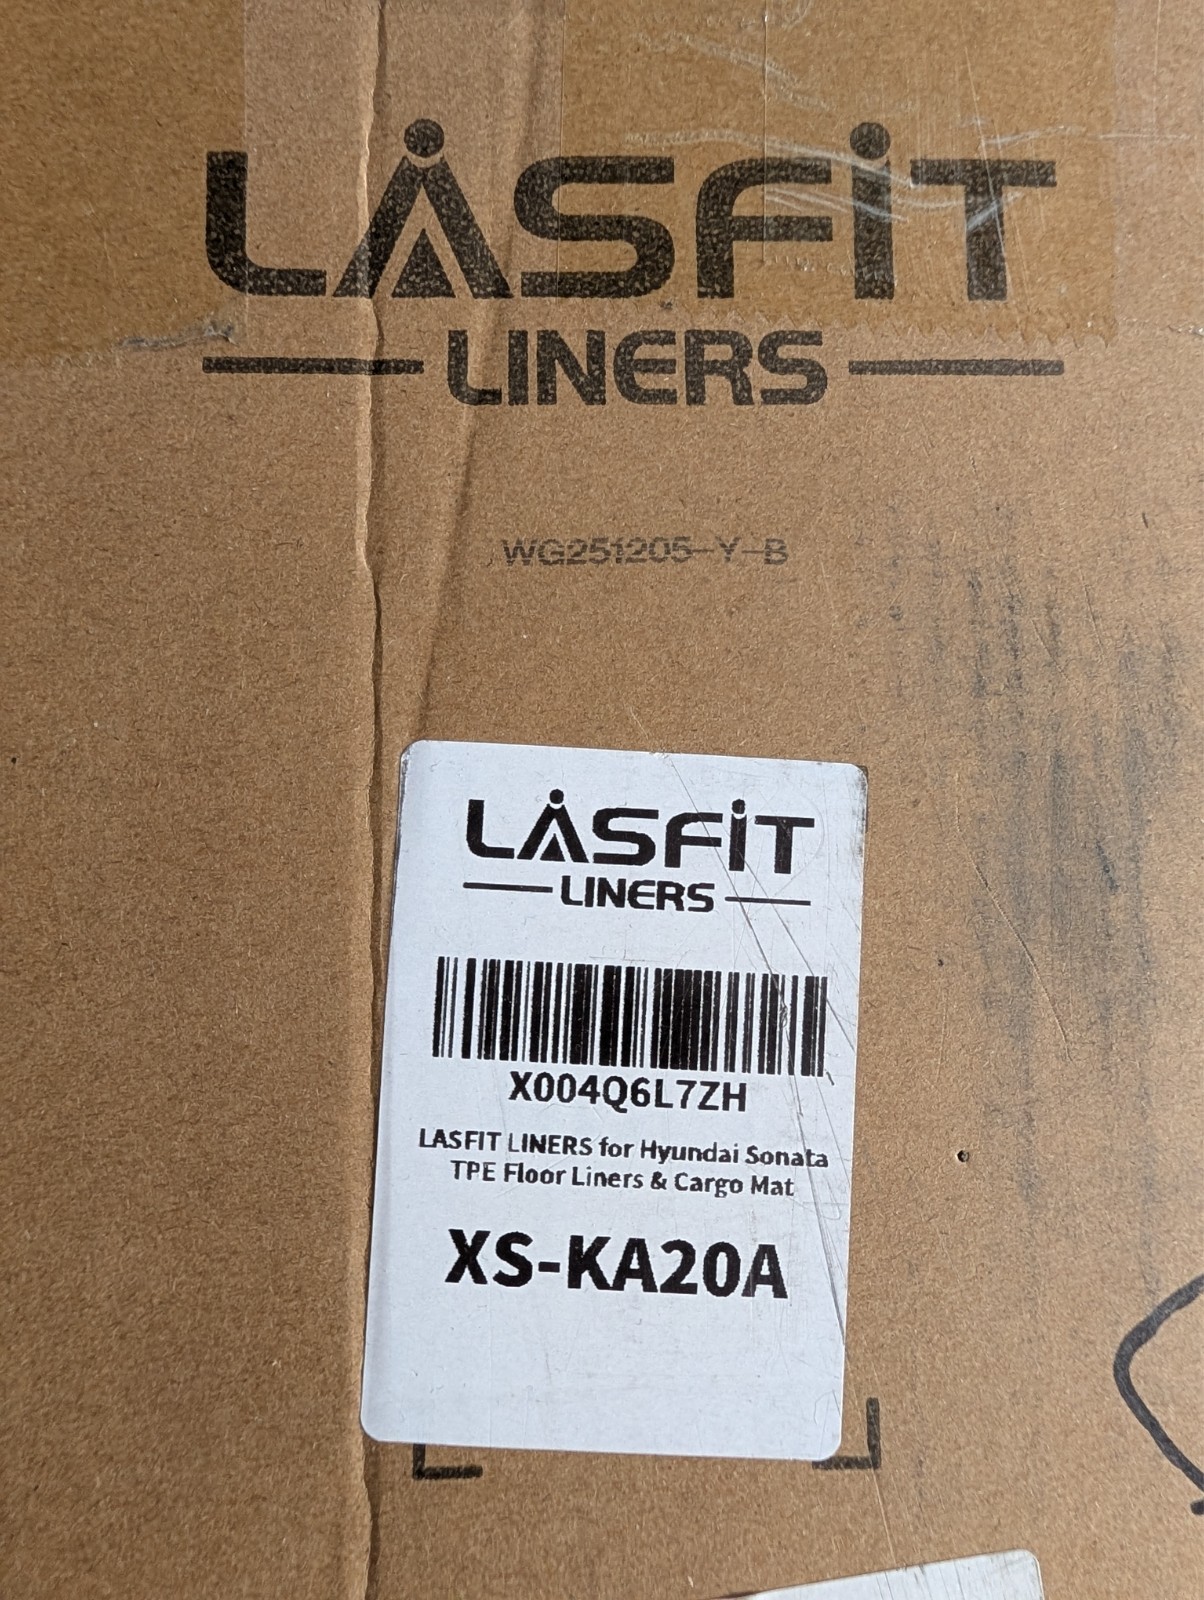 LASFIT
LINERS
WG251205-Y-B
LASFIT
LINERS
X004Q6L7ZH
LASFIT LINERS for Hyundai Sonata
TPE Floor Liners & Cargo Mat
XS-KA20A